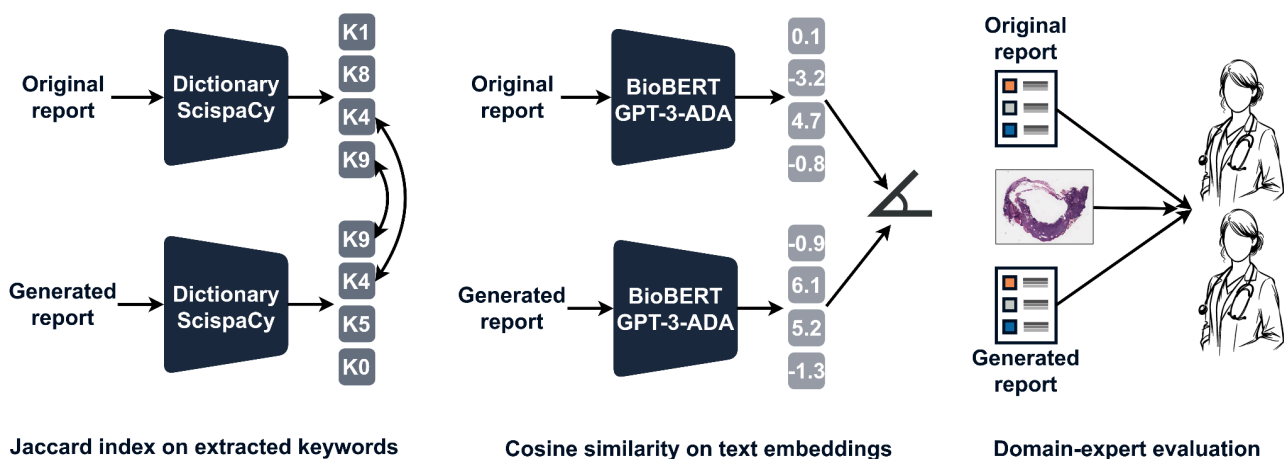 Original
report
Dictionary
ScispaCy
K1
K8
K4
K9
Generated
report
Dictionary
ScispaCy
K9
K4
K5
K0
Jaccard index on extracted keywords
Original
report
BioBERT
GPT-3-ADA
0.1
-3.2
4.7
-0.8
Generated
report
BioBERT
GPT-3-ADA
-0.9
6.1
5.2
-1.3
Cosine similarity on text embeddings
Original
report
Generated
report
Domain-expert evaluation